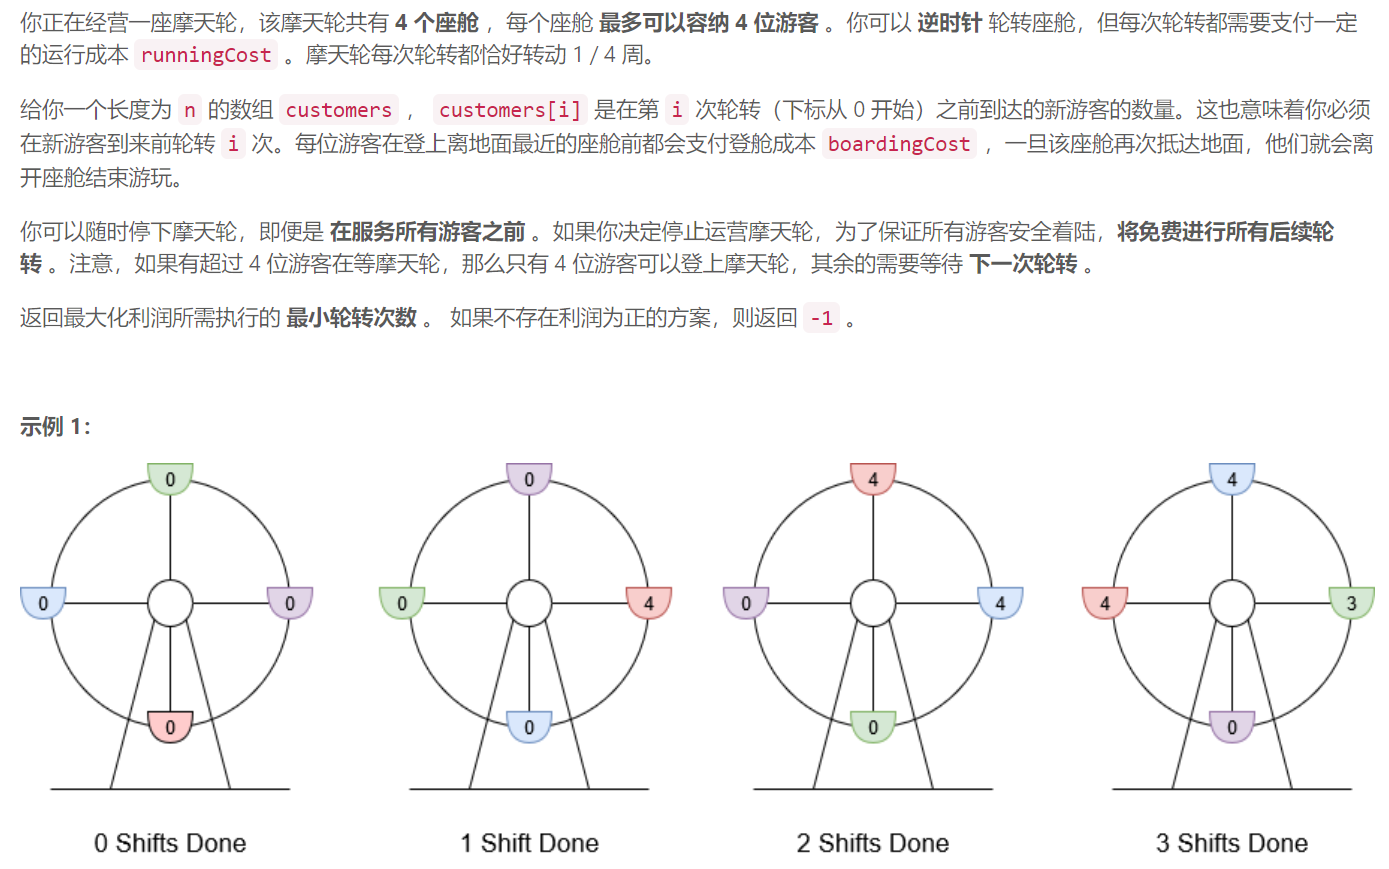 你正在经营一座摩天轮，该摩天轮共有 4 个座舱 ，每个座舱 最多可以容纳 4 位游客 。你可以 逆时针 轮转座舱，但每次轮转都需要支付一定
的运行成本 runningCost 。摩天轮每次轮转都恰好转动 1 / 4 周。
给你一个长度为 n 的数组 customers ， customers[i] 是在第 i 次轮转（下标从 0 开始）之前到达的新游客的数量。这也意味着你必须
在新游客到来前轮转 i 次。每位游客在登上离地面最近的座舱前都会支付登舱成本 boardingCost ，一旦该座舱再次抵达地面，他们就会离
开座舱结束游玩。
你可以随时停下摩天轮，即便是 在服务所有游客之前 。如果你决定停止运营摩天轮，为了保证所有游客安全着陆，将免费进行所有后续轮
转 。注意，如果有超过 4 位游客在等摩天轮，那么只有 4 位游客可以登上摩天轮，其余的需要等待 下一次轮转 。
返回最大化利润所需执行的 最小轮转次数 。 如果不存在利润为正的方案，则返回 -1 。
示例 1：
0 0 4 4
0 0 0 4 0 4 4 3
0 0 0 0
0 Shifts Done 1 Shift Done 2 Shifts Done 3 Shifts Done